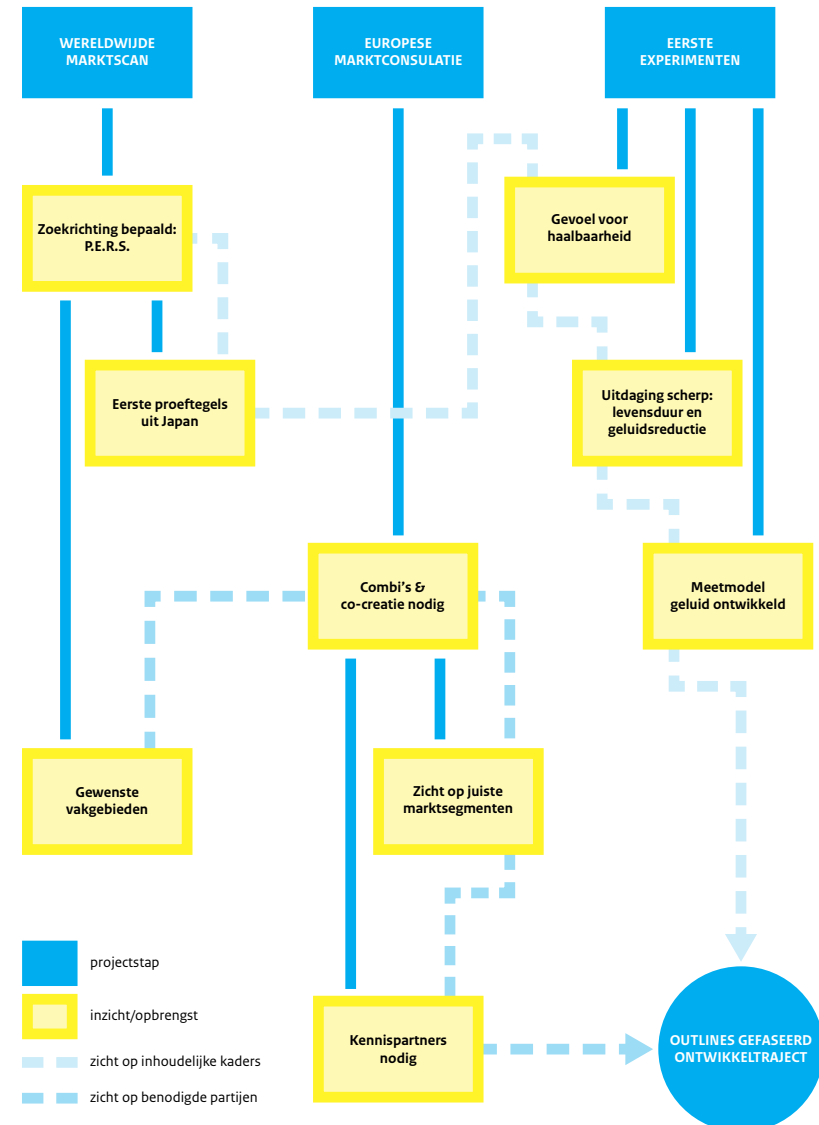 WERELDWIJDE
MARKTSCAN
EUROPESE
MARKTCONSULATIE
EERSTE
EXPERIMENTEN
Zoekrichting bepaald:
P.E.R.S.
Gevoel voor
haalbaarheid
Eerste proeftegels
uit Japan
Uitdaging scherp:
levensduur en
geluidsreductie
Combi's &
co-creatie nodig
Meetmodel
geluid ontwikkeld
Gewenste
vakgebieden
Zicht op juiste
marktsegmenten
Kennispartners
nodig
OUTLINES GEFASEERD
ONTWIKKELTRAJECT
projectstap
inzicht/opbrengst
zicht op inhoudelijke kaders
zicht op benodigde partijen